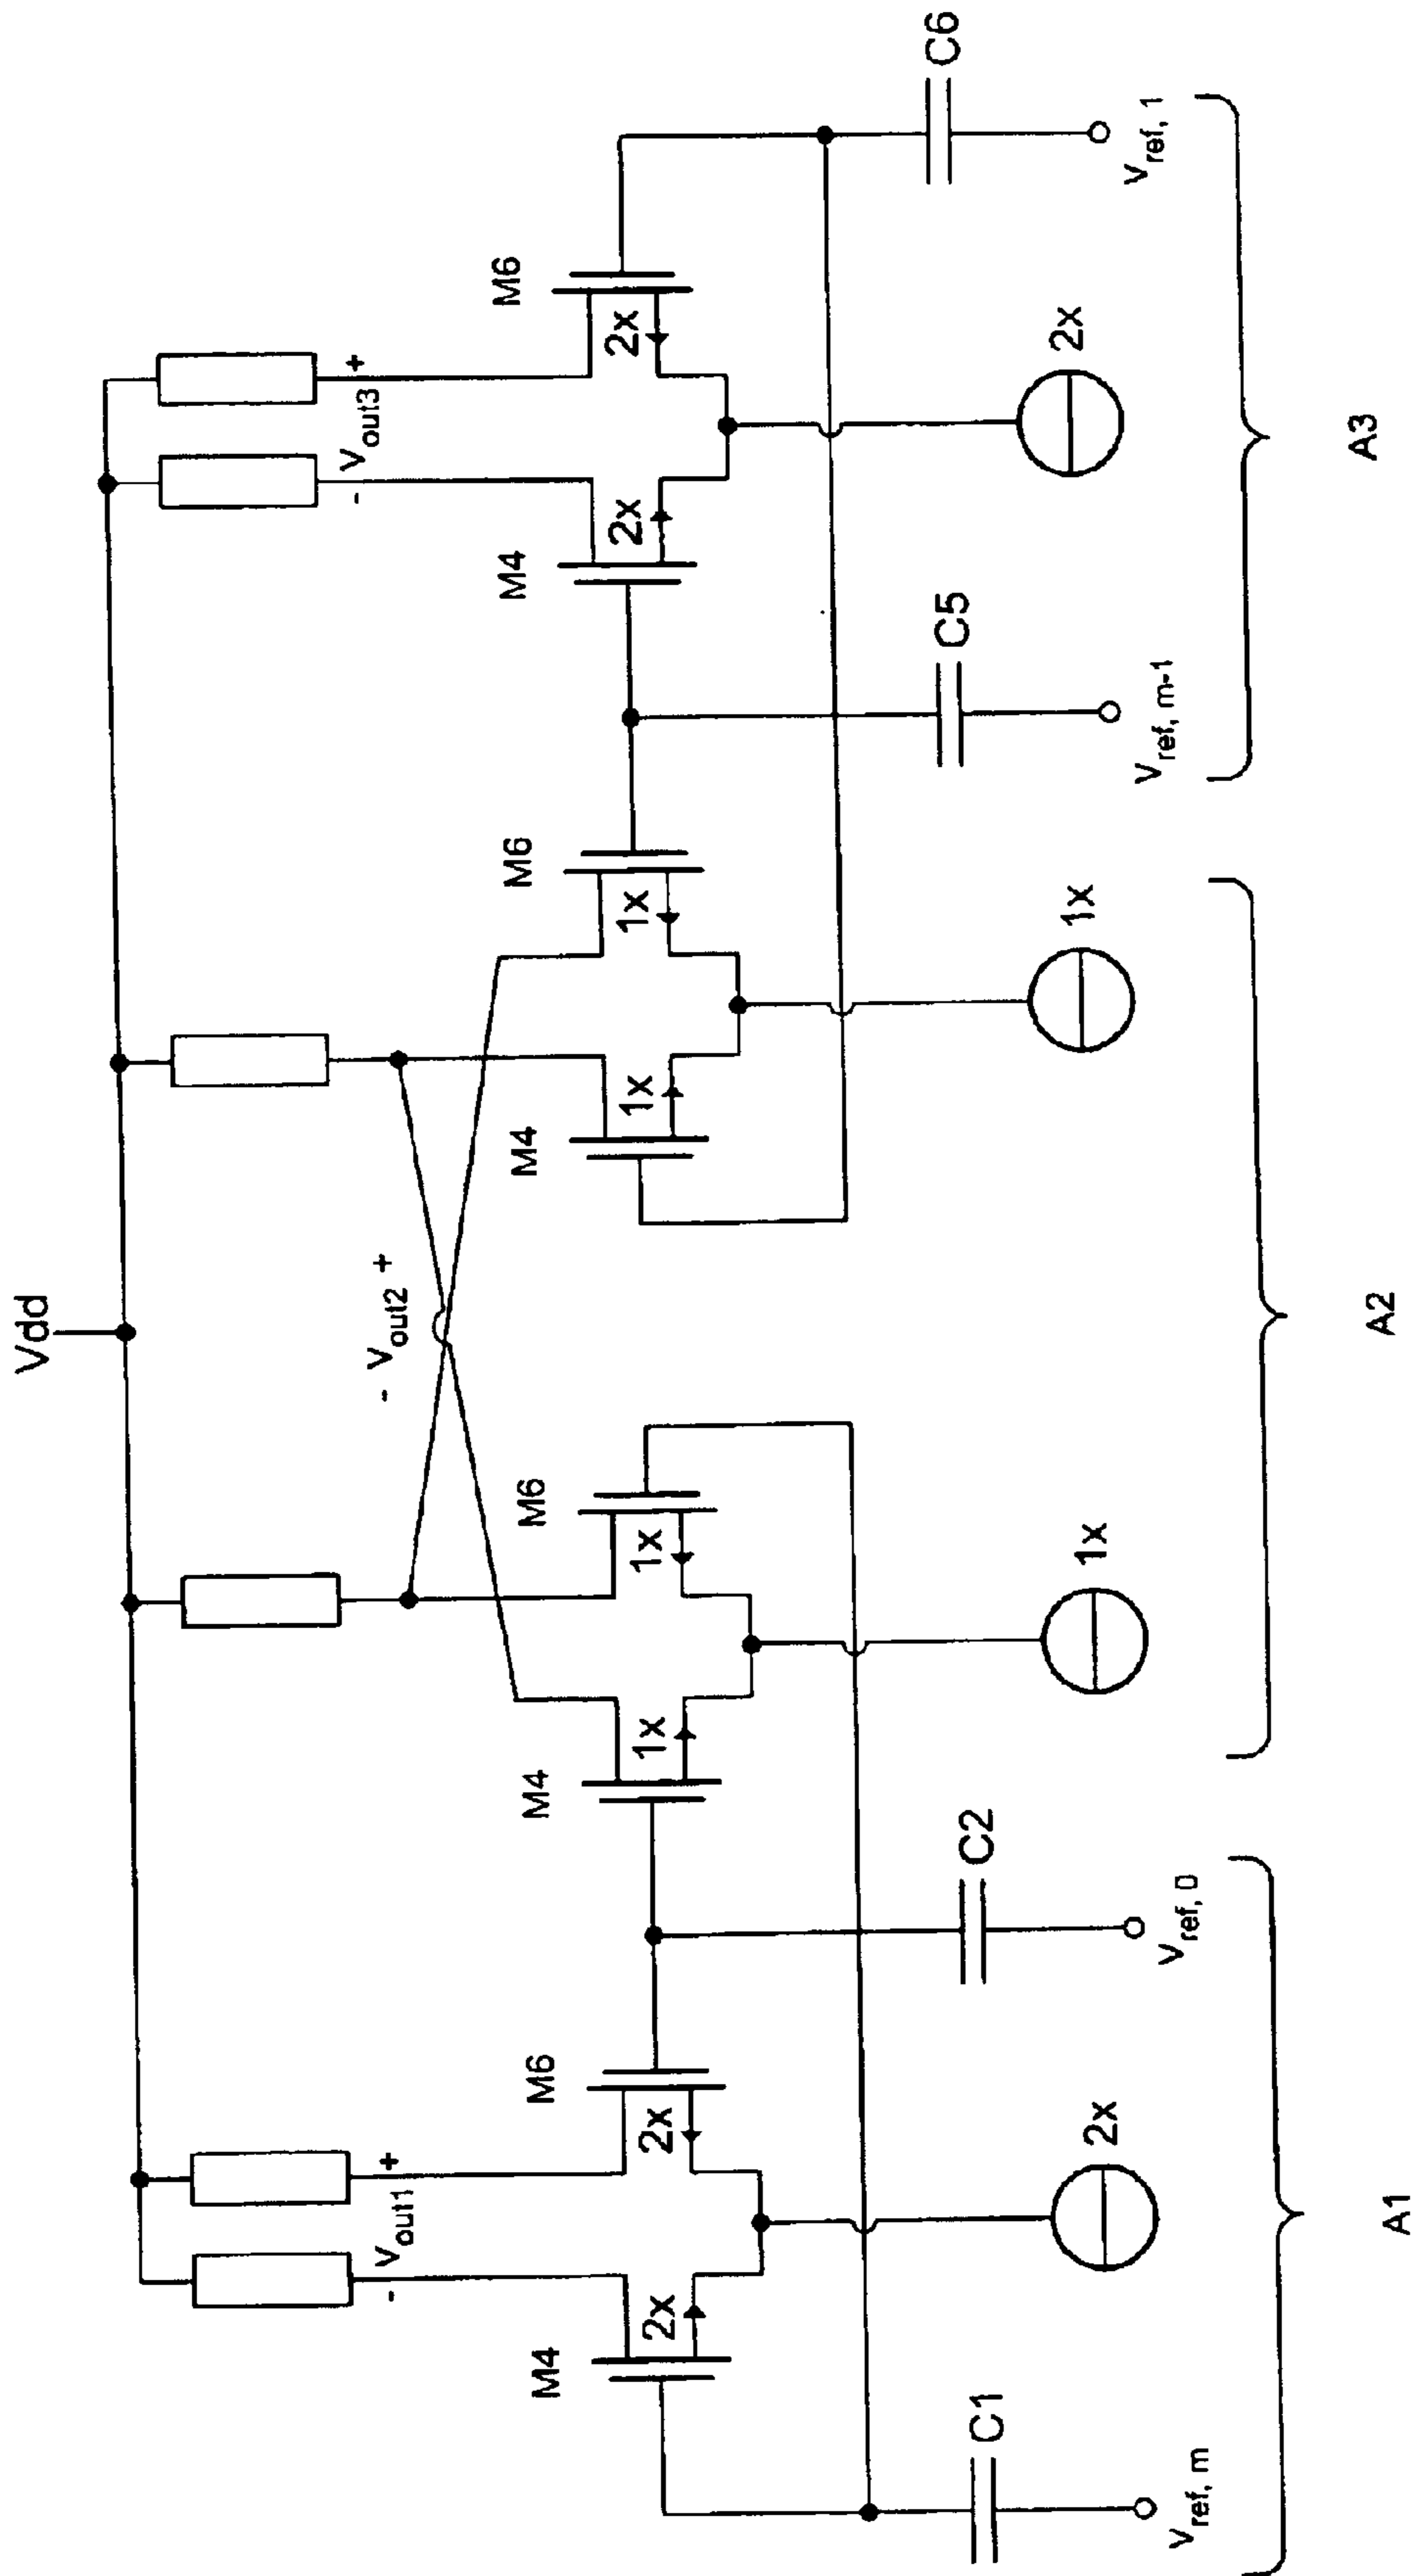 Vdd
- Vout1 +
- Vout2 +
- Vout3 +
M4
M6
M4
M6
M4
M6
M4
M6
2x
2x
1x
1x
1x
1x
2x
2x
C1
C2
C5
C6
2x
1x
1x
2x
Vref, m
Vref, 0
Vref, m-1
Vref, 1
A1
A2
A3